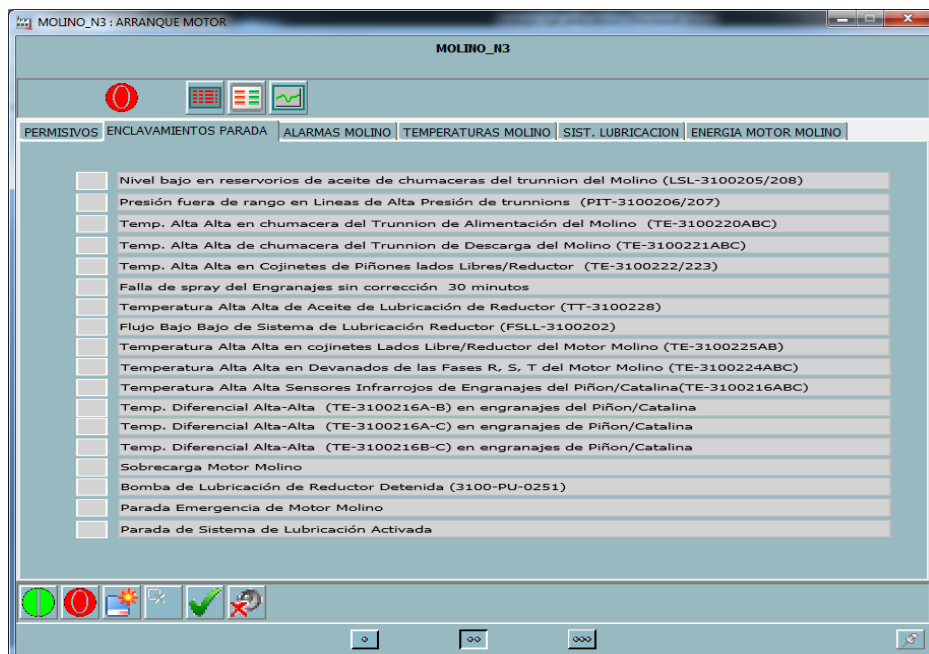 MOLINO_N3 : ARRANQUE MOTOR
MOLINO_N3
PERMISIVOS ENCLAVAMIENTOS PARADA ALARMAS MOLINO TEMPERATURAS MOLINO SIST. LUBRICACION ENERGIA MOTOR MOLINO
Nivel bajo en reservorios de aceite de chumaceras del trunnion del Molino (LSL-3100205/208)
Presión fuera de rango en Lineas de Alta Presión de trunnions (PIT-3100206/207)
Temp. Alta Alta en chumacera del Trunnion de Alimentación del Molino (TE-3100220ABC)
Temp. Alta Alta de chumacera del Trunnion de Descarga del Molino (TE-3100221ABC)
Temp. Alta Alta en Cojinetes de Piñones lados Libres/Reductor (TE-3100222/223)
Falla de spray del Engranajes sin corrección 30 minutos
Temperatura Alta Alta de Aceite de Lubricación de Reductor (TT-3100228)
Flujo Bajo Bajo de Sistema de Lubricación Reductor (FSLL-3100202)
Temperatura Alta Alta en cojinetes Lados Libre/Reductor del Motor Molino (TE-3100225AB)
Temperatura Alta Alta en Devanados de las Fases R, S, T del Motor Molino (TE-3100224ABC)
Temperatura Alta Alta Sensores Infrarrojos de Engranajes del Piñon/Catalina(TE-3100216ABC)
Temp. Diferencial Alta-Alta (TE-3100216A-B) en engranajes del Piñon/Catalina
Temp. Diferencial Alta-Alta (TE-3100216A-C) en engranajes de Piñon/Catalina
Temp. Diferencial Alta-Alta (TE-3100216B-C) en engranajes de Piñon/Catalina
Sobrecarga Motor Molino
Bomba de Lubricación de Reductor Detenida (3100-PU-0251)
Parada Emergencia de Motor Molino
Parada de Sistema de Lubricación Activada